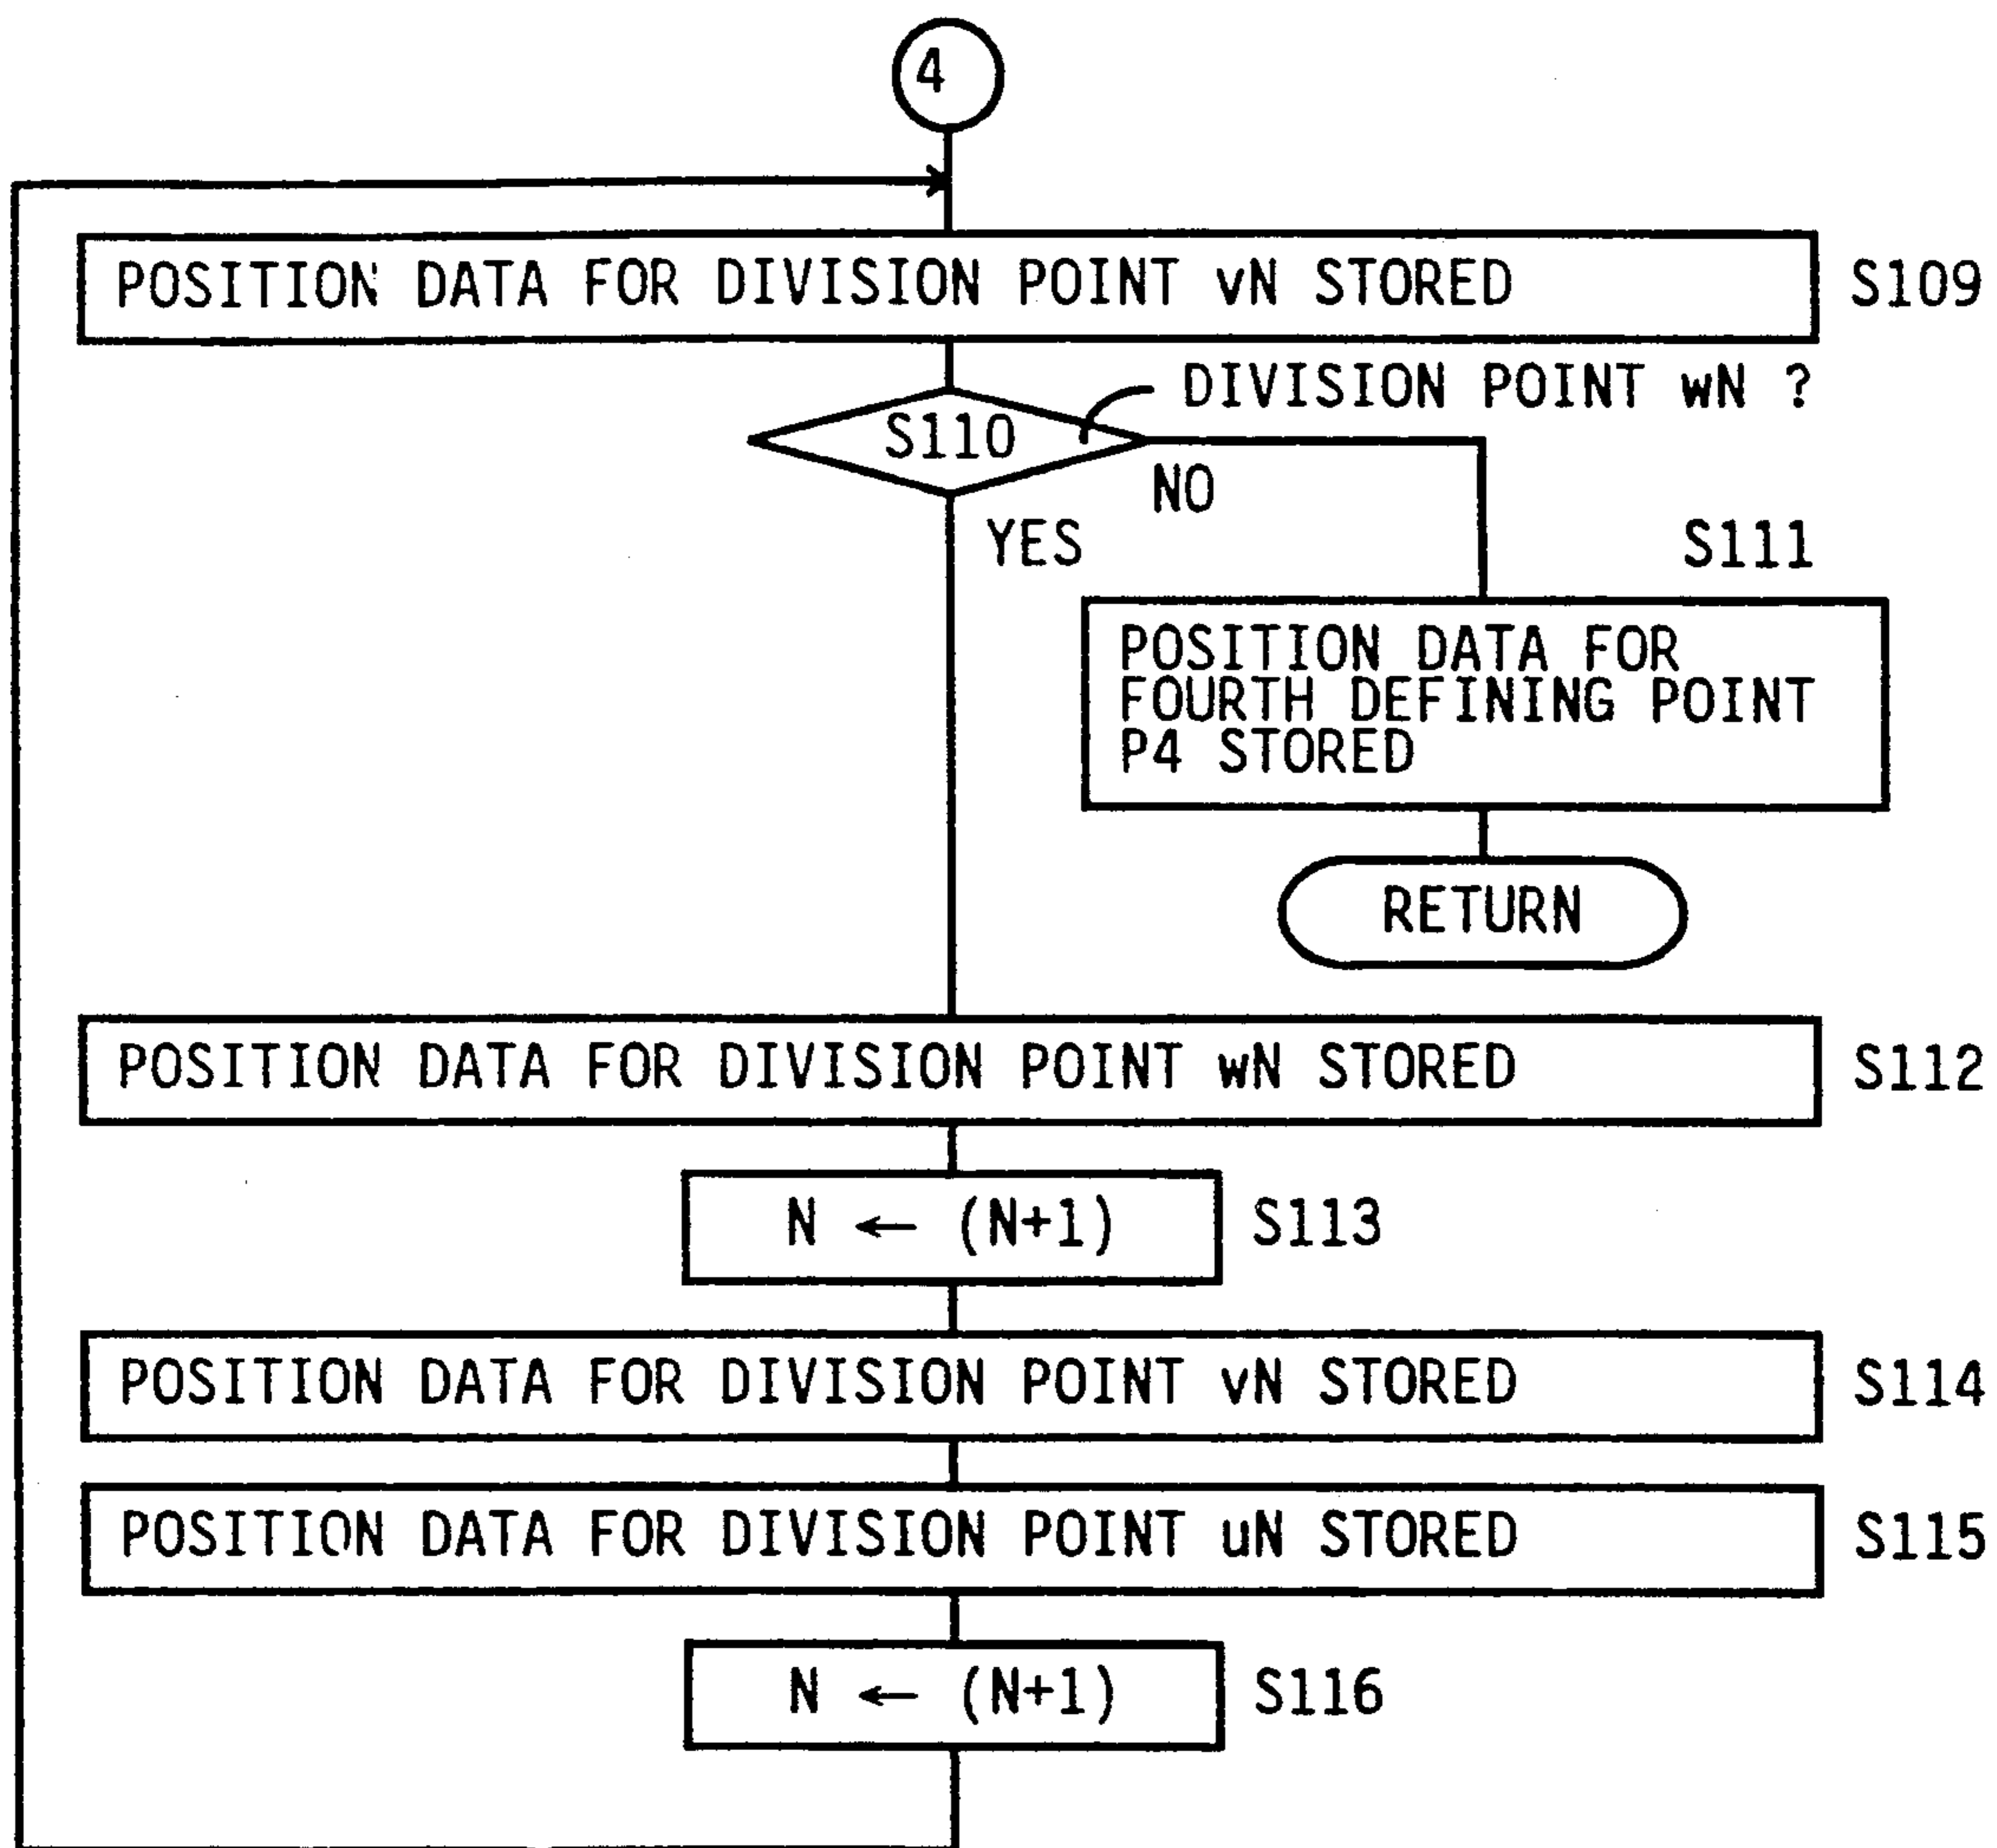 4
POSITION DATA FOR DIVISION POINT vN STORED
S109
DIVISION POINT wN ?
S110
NO
YES
S111
POSITION DATA FOR
FOURTH DEFINING POINT
P4 STORED
RETURN
POSITION DATA FOR DIVISION POINT wN STORED
S112
N ← (N+1)
S113
POSITION DATA FOR DIVISION POINT vN STORED
S114
POSITION DATA FOR DIVISION POINT uN STORED
S115
N ← (N+1)
S116